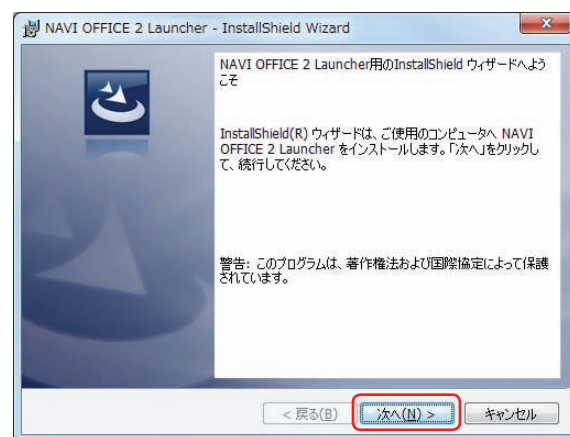 NAVI OFFICE 2 Launcher - InstallShield Wizard
NAVI OFFICE 2 Launcher用のInstallShield ウィザードへよう
こそ
InstallShield(R) ウィザードは、ご使用のコンピュータへ NAVI
OFFICE 2 Launcher をインストールします。「次へ」をクリックし
て、続行してください。
警告: このプログラムは、著作権法および国際協定によって保護
されています。
< 戻る(B)
次へ(N) >
キャンセル